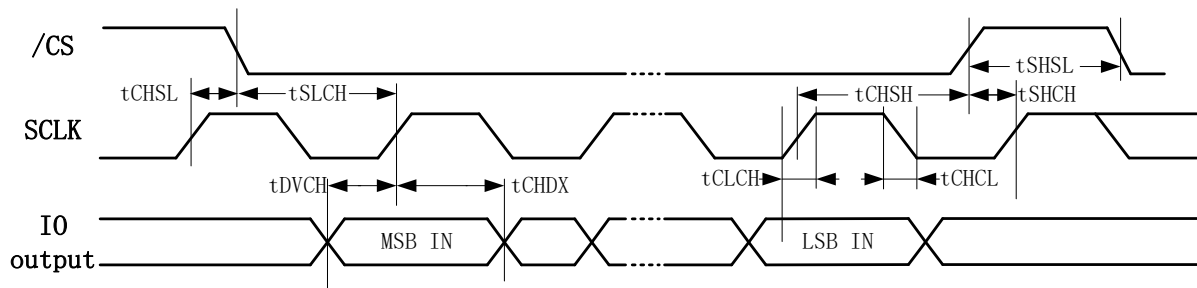 /CS
tCHSL
tSLCH
tCHSH
tSHSL
tSHCH
SCLK
tDVCH
tCHDX
tCLCH
tCHCL
IO
output
MSB IN
LSB IN